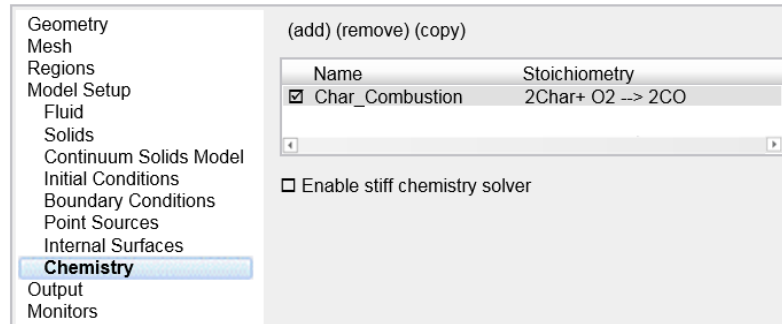 Geometry
Mesh
Regions
Model Setup
Fluid
Solids
Continuum Solids Model
Initial Conditions
Boundary Conditions
Point Sources
Internal Surfaces
Chemistry
Output
Monitors
(add) (remove) (copy)
Name Stoichiometry
Char_Combustion 2Char+ O2 --> 2CO
Enable stiff chemistry solver